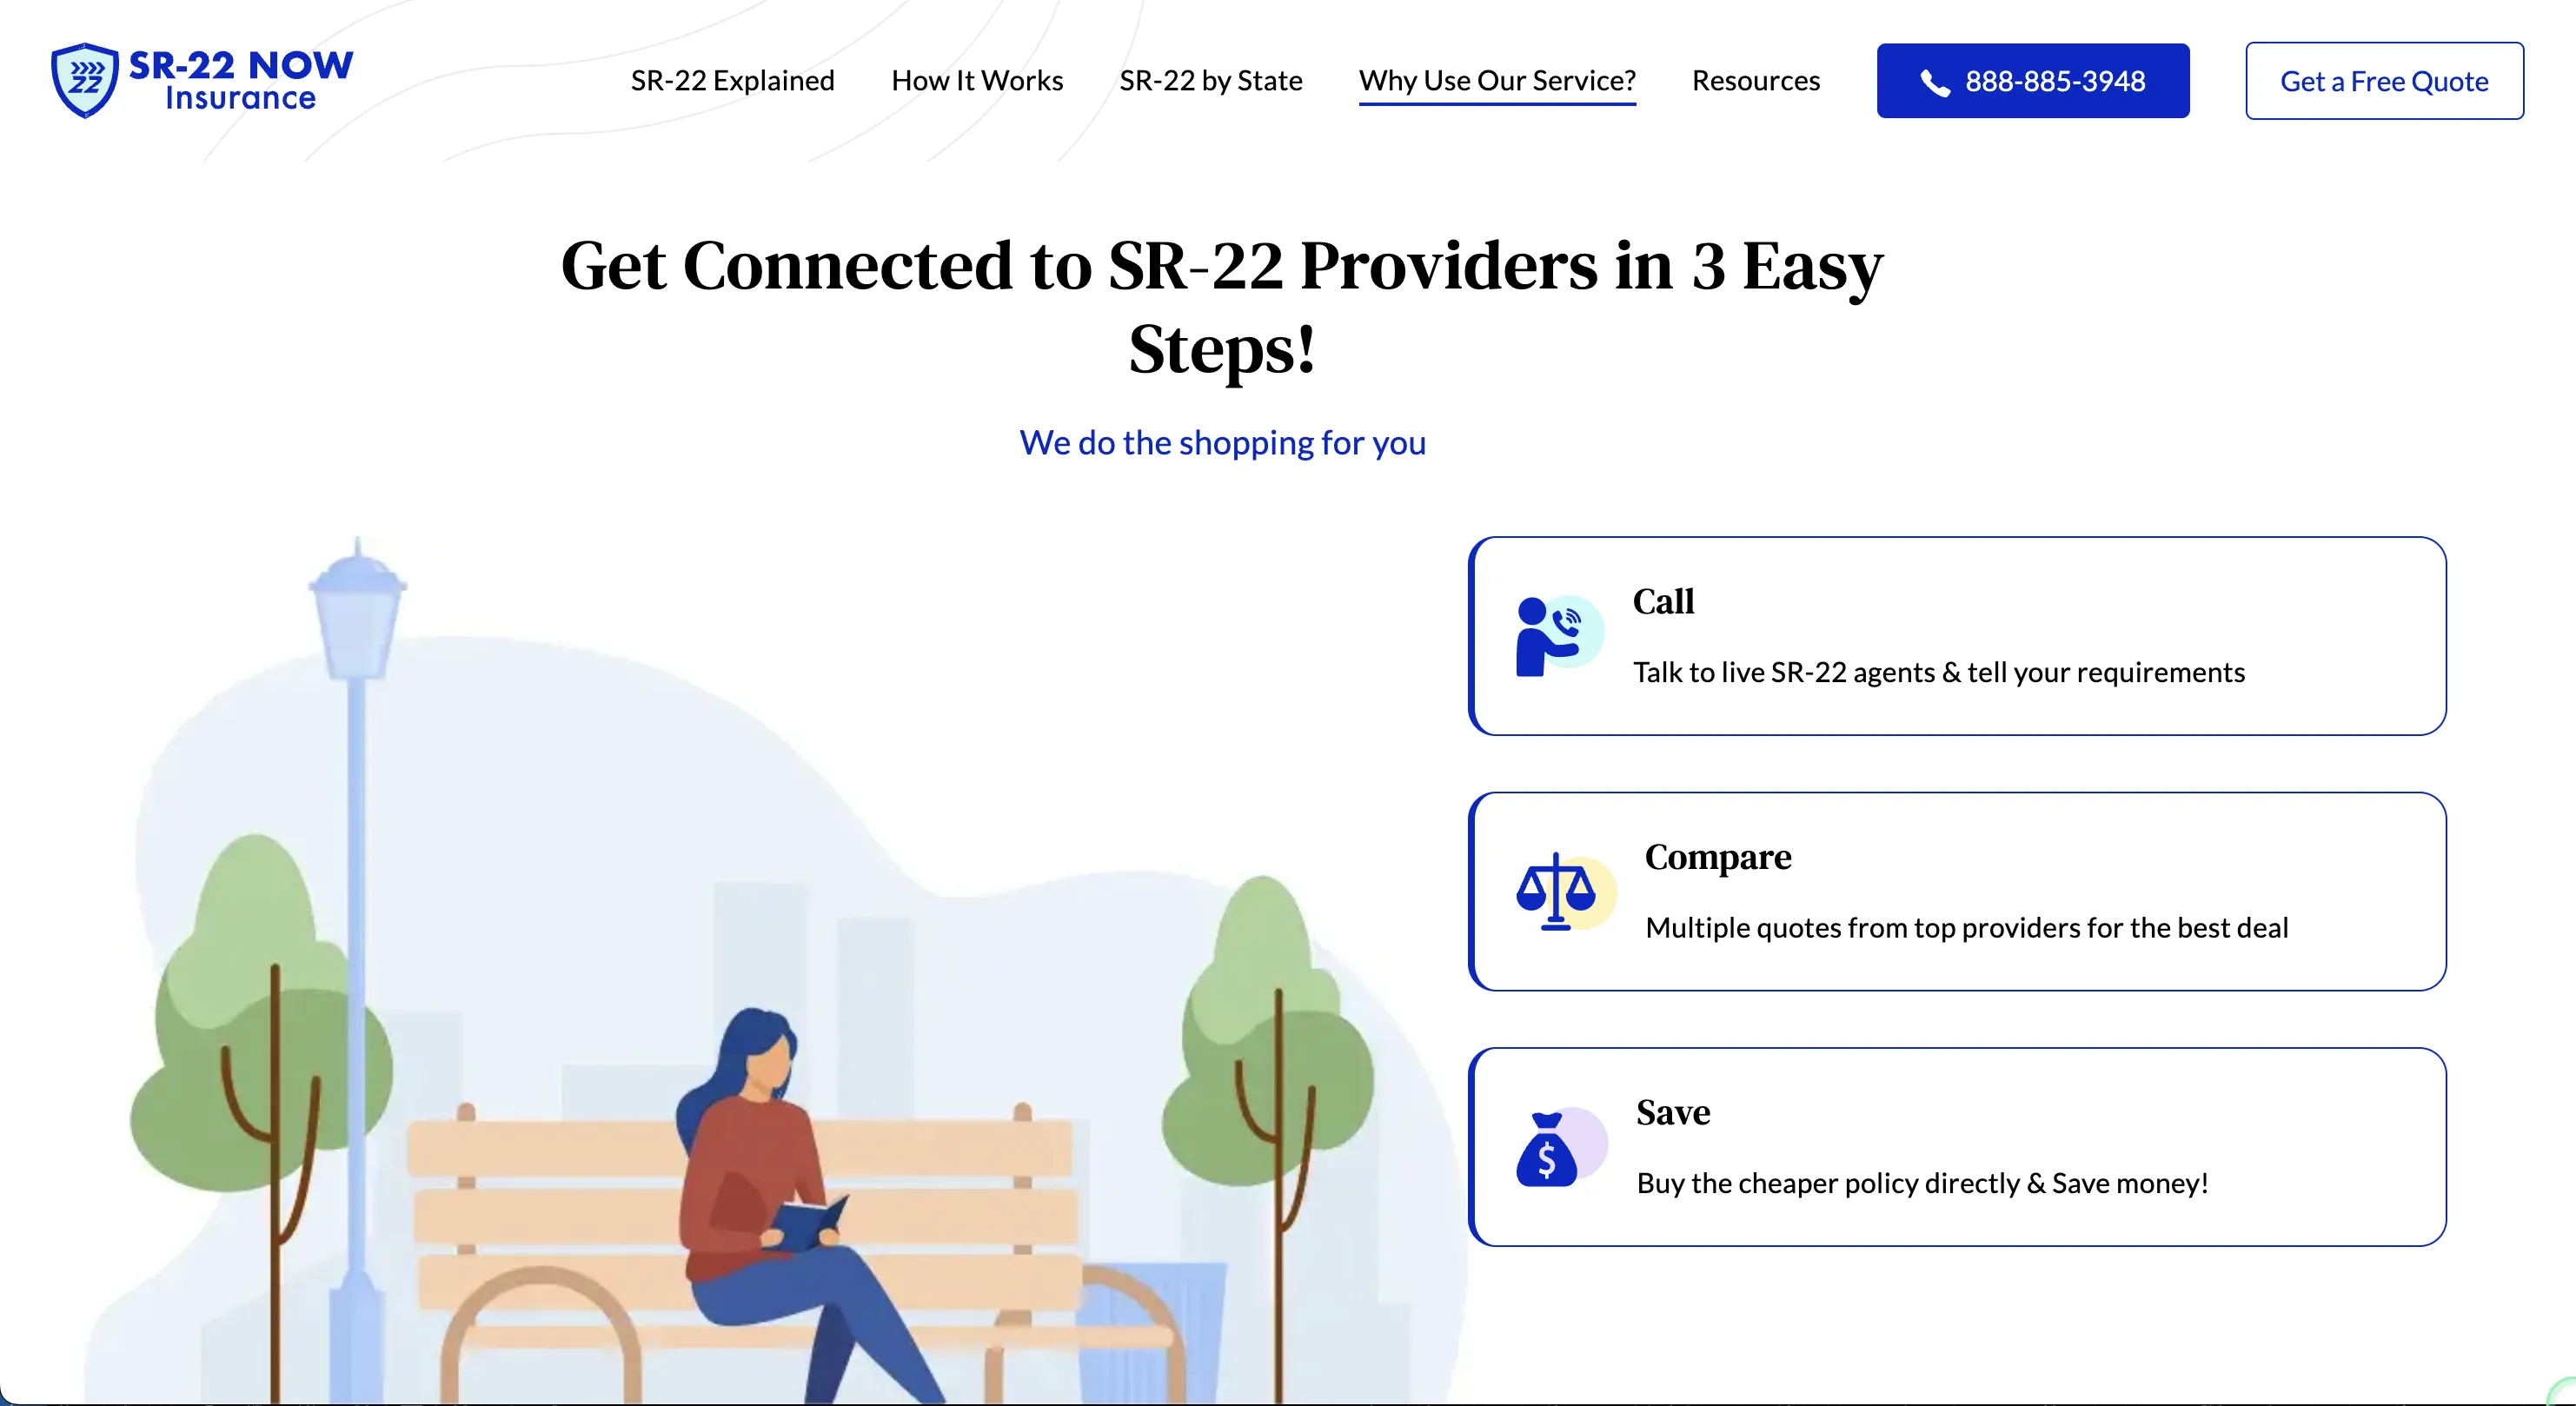 SR-22 NOW
Insurance
SR-22 Explained
How It Works
SR-22 by State
Why Use Our Service?
Resources
888-885-3948
Get a Free Quote
Get Connected to SR-22 Providers in 3 Easy
Steps!
We do the shopping for you
Call
Talk to live SR-22 agents & tell your requirements
Compare
Multiple quotes from top providers for the best deal
Save
Buy the cheaper policy directly & Save money!